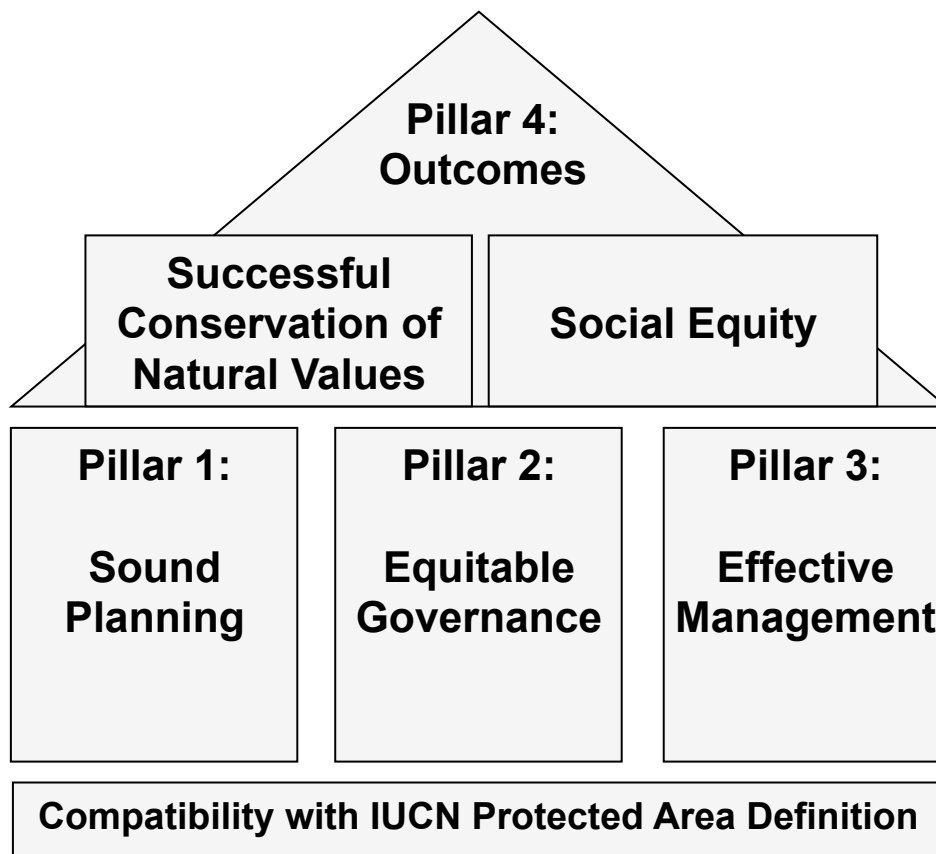 Pillar 4:
Outcomes
Successful
Conservation of
Natural Values
Social Equity
Pillar 1:
Sound
Planning
Pillar 2:
Equitable
Governance
Pillar 3:
Effective
Management
Compatibility with IUCN Protected Area Definition